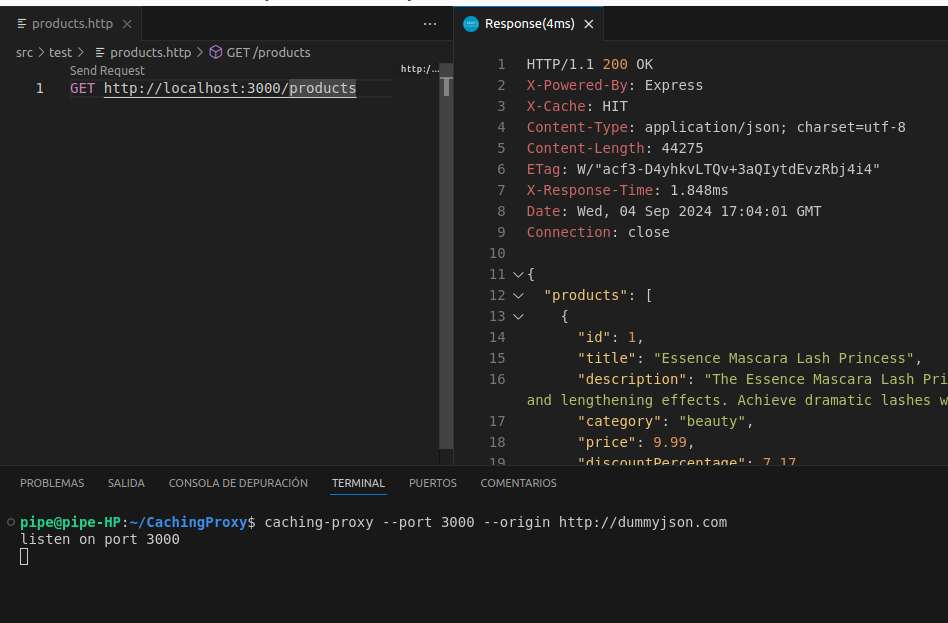 products.http
src > test > products.http > GET /products
Send Request
http:/...
1 GET http://localhost:3000/products
Response(4ms)
1 HTTP/1.1 200 OK
2 X-Powered-By: Express
3 X-Cache: HIT
4 Content-Type: application/json; charset=utf-8
5 Content-Length: 44275
6 ETag: W/"acf3-D4yhkvLTQv+3aQIytdEvzRbj4i4"
7 X-Response-Time: 1.848ms
8 Date: Wed, 04 Sep 2024 17:04:01 GMT
9 Connection: close
10
11 {
12 "products": [
13 {
14 "id": 1,
15 "title": "Essence Mascara Lash Princess",
16 "description": "The Essence Mascara Lash Pri
and lengthening effects. Achieve dramatic lashes w
17 "category": "beauty",
18 "price": 9.99,
19 "discountPercentage": 7.17
PROBLEMAS SALIDA CONSOLA DE DEPURACIÓN TERMINAL PUERTOS COMENTARIOS
pipe@pipe-HP:~/CachingProxy$ caching-proxy --port 3000 --origin http://dummyjson.com
listen on port 3000